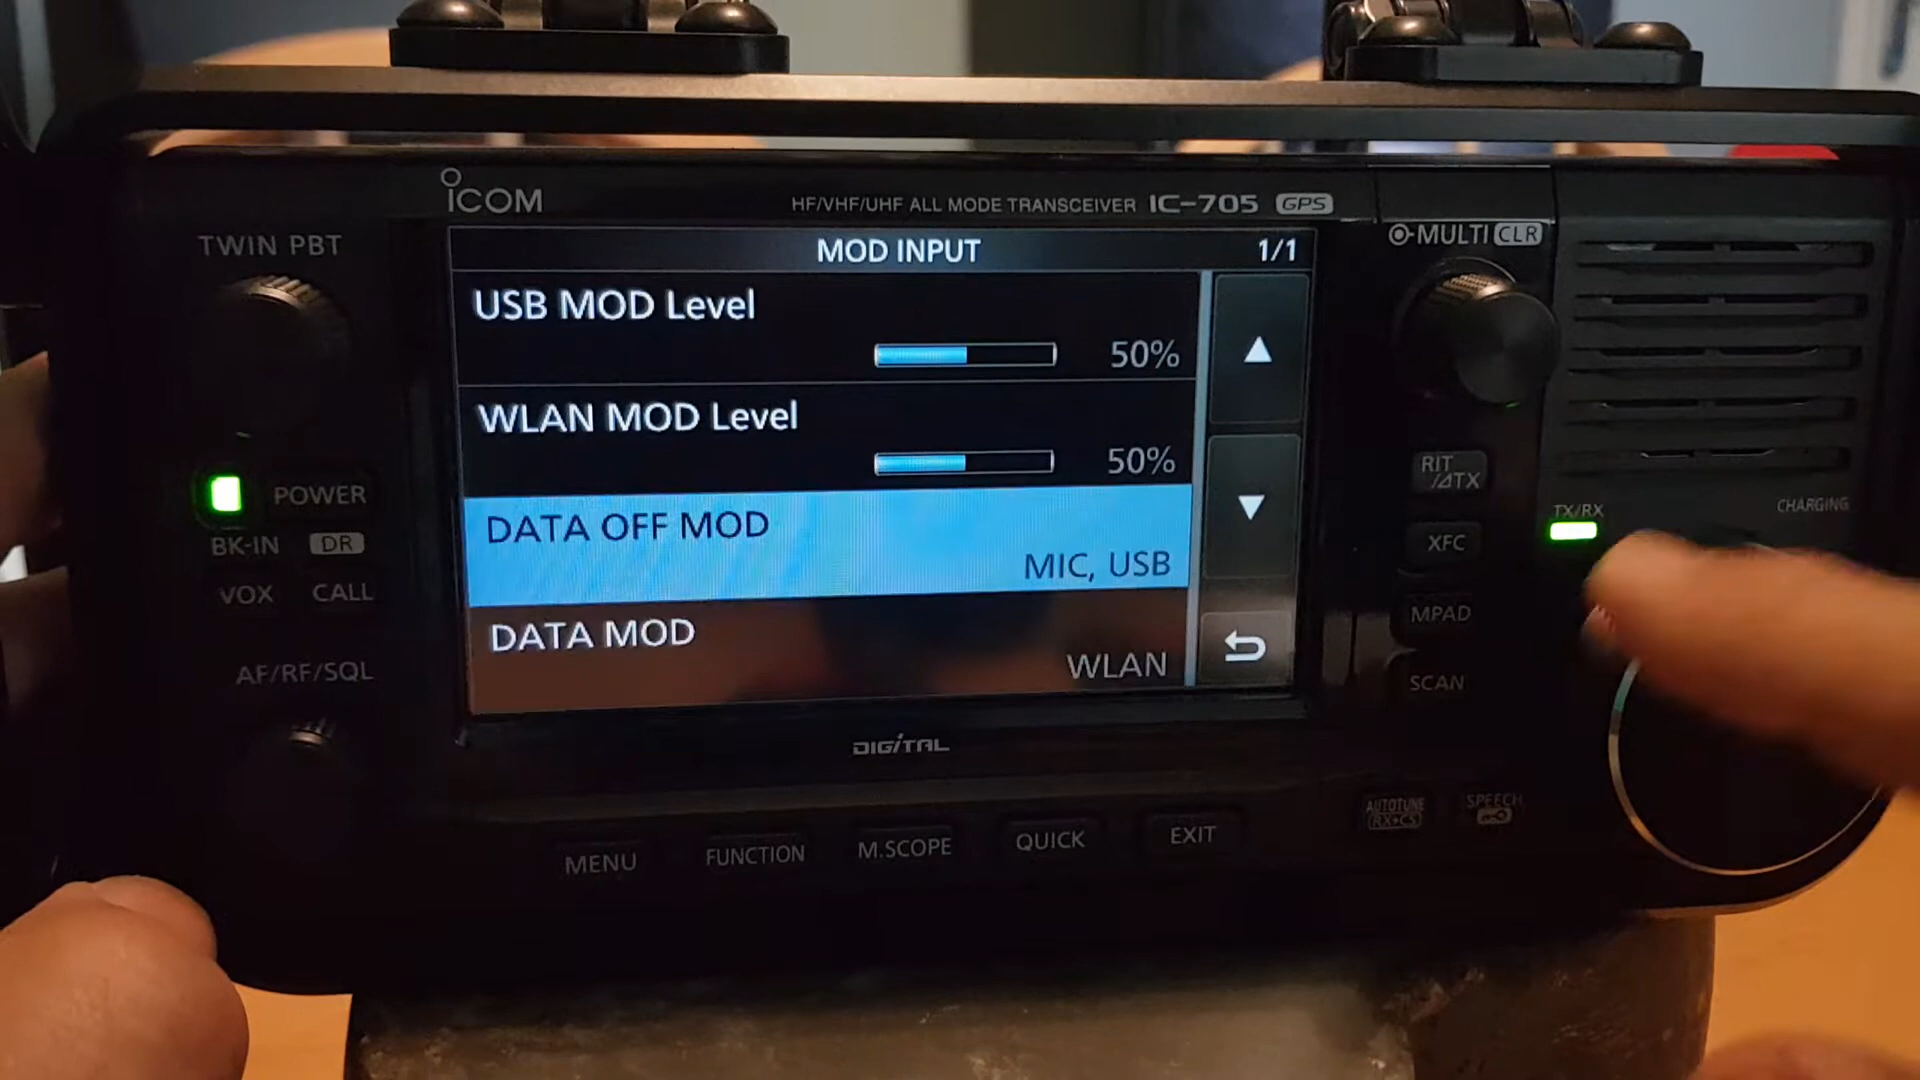 ICOM
HF/VHF/UHF ALL MODE TRANSCEIVER IC-705 GPS
TWIN PBT
MULTI CLR
MOD INPUT 1/1
USB MOD Level
50%
WLAN MOD Level
50%
DATA OFF MOD
MIC, USB
DATA MOD
WLAN
POWER
BK-IN DR
VOX CALL
AF/RF/SQL
RIT
/⊿TX
XFC
MPAD
SCAN
TX/RX
CHARGING
DIGITAL
MENU
FUNCTION
M.SCOPE
QUICK
EXIT
AUTOTUNE
RX→CS
SPEECH